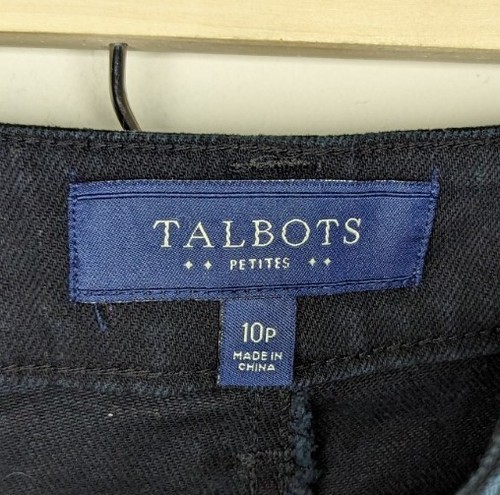 TALBOTS
PETITES
10P
MADE IN
CHINA